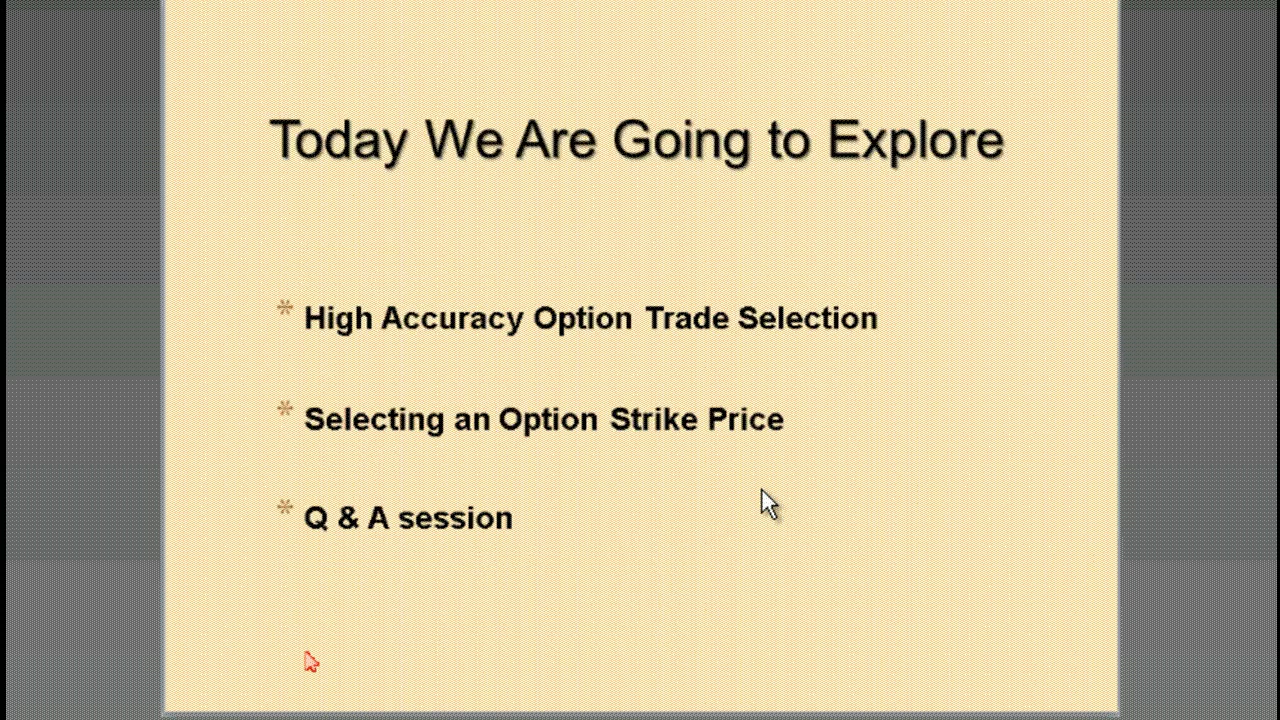 Today We Are Going to Explore
* High Accuracy Option Trade Selection
* Selecting an Option Strike Price
* Q & A session